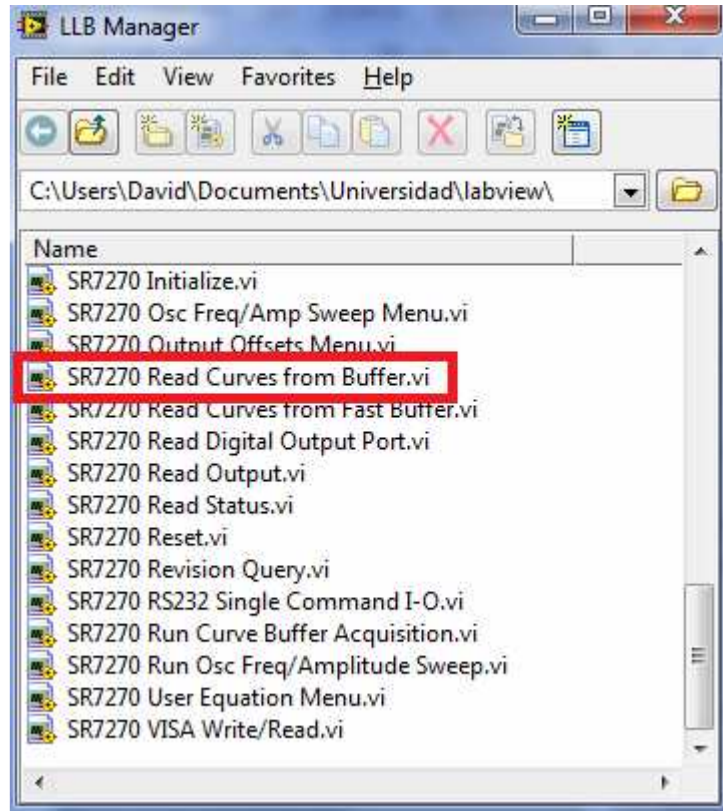 LLB Manager
File Edit View Favorites Help
C:\Users\David\Documents\Universidad\labview\
Name
SR7270 Initialize.vi
SR7270 Osc Freq/Amp Sweep Menu.vi
SR7270 Output Offsets Menu.vi
SR7270 Read Curves from Buffer.vi
SR7270 Read Curves from Fast Buffer.vi
SR7270 Read Digital Output Port.vi
SR7270 Read Output.vi
SR7270 Read Status.vi
SR7270 Reset.vi
SR7270 Revision Query.vi
SR7270 RS232 Single Command I-O.vi
SR7270 Run Curve Buffer Acquisition.vi
SR7270 Run Osc Freq/Amplitude Sweep.vi
SR7270 User Equation Menu.vi
SR7270 VISA Write/Read.vi